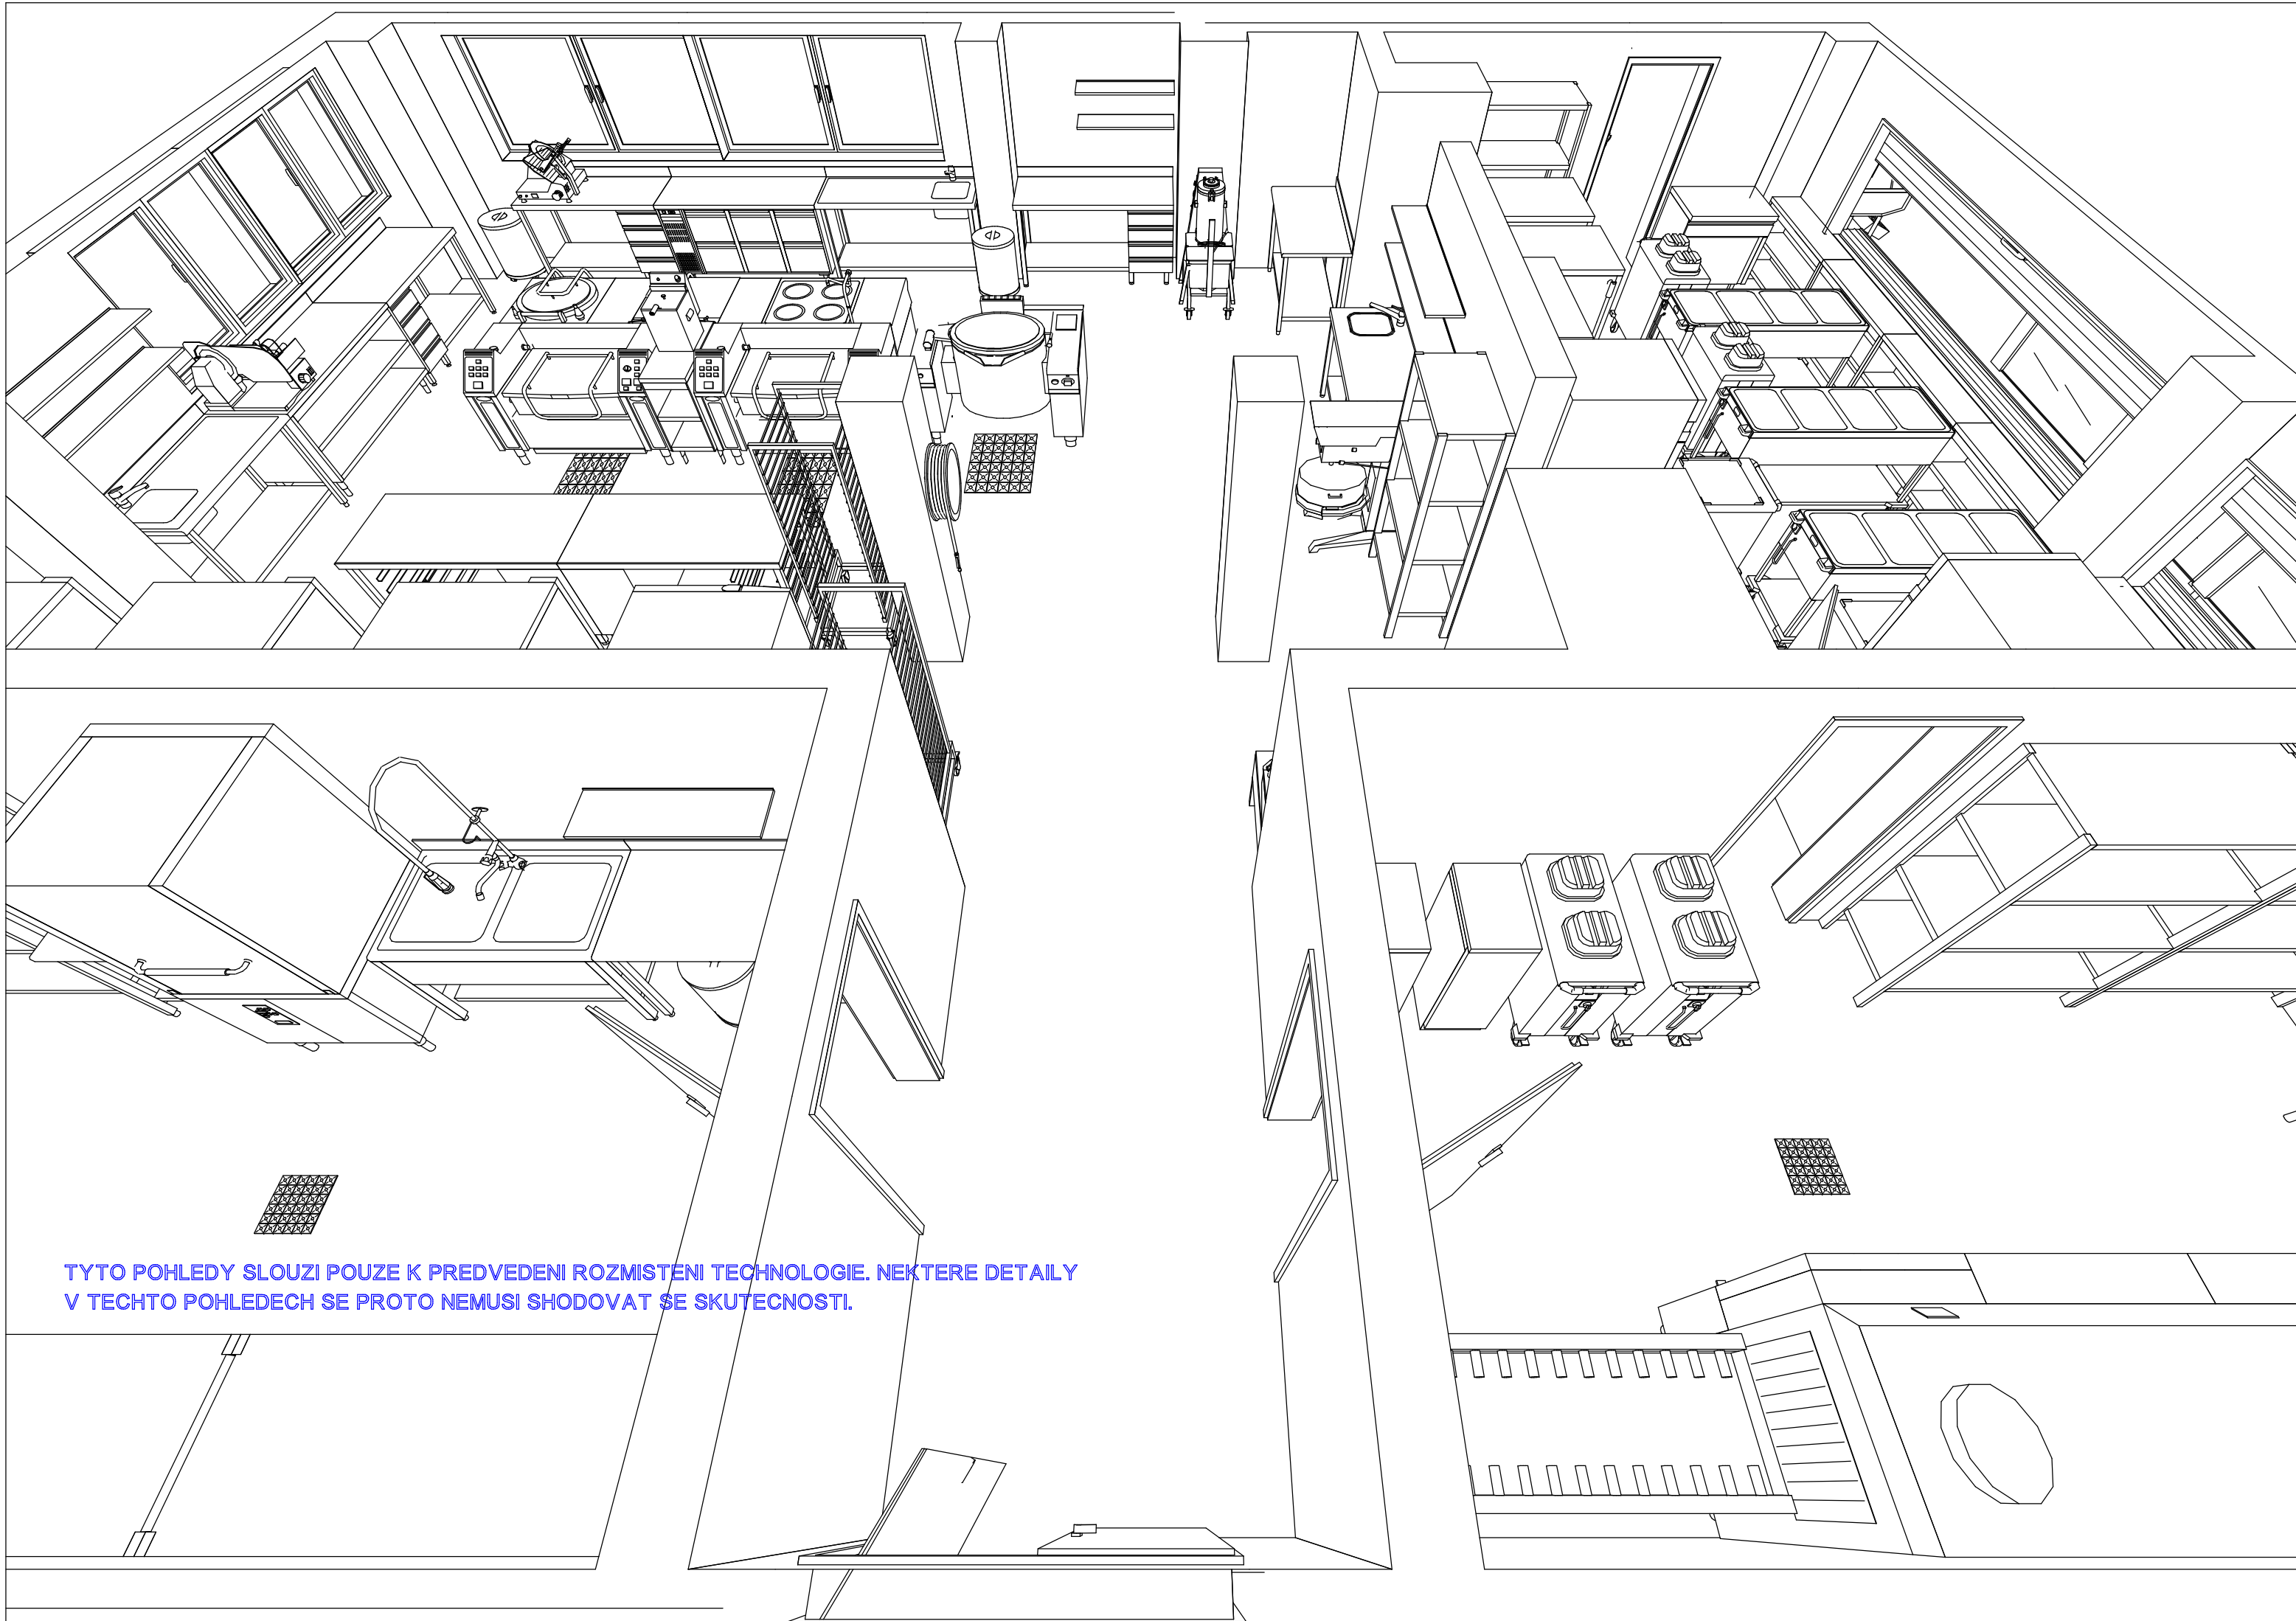 TYTO POHLEDY SLOUZI POUZE K PREDVEDENI ROZMISTENI TECHNOLOGIE. NEKTERE DETAILY
V TECHTO POHLEDECH SE PROTO NEMUSI SHODOVAT SE SKUTECNOSTI.